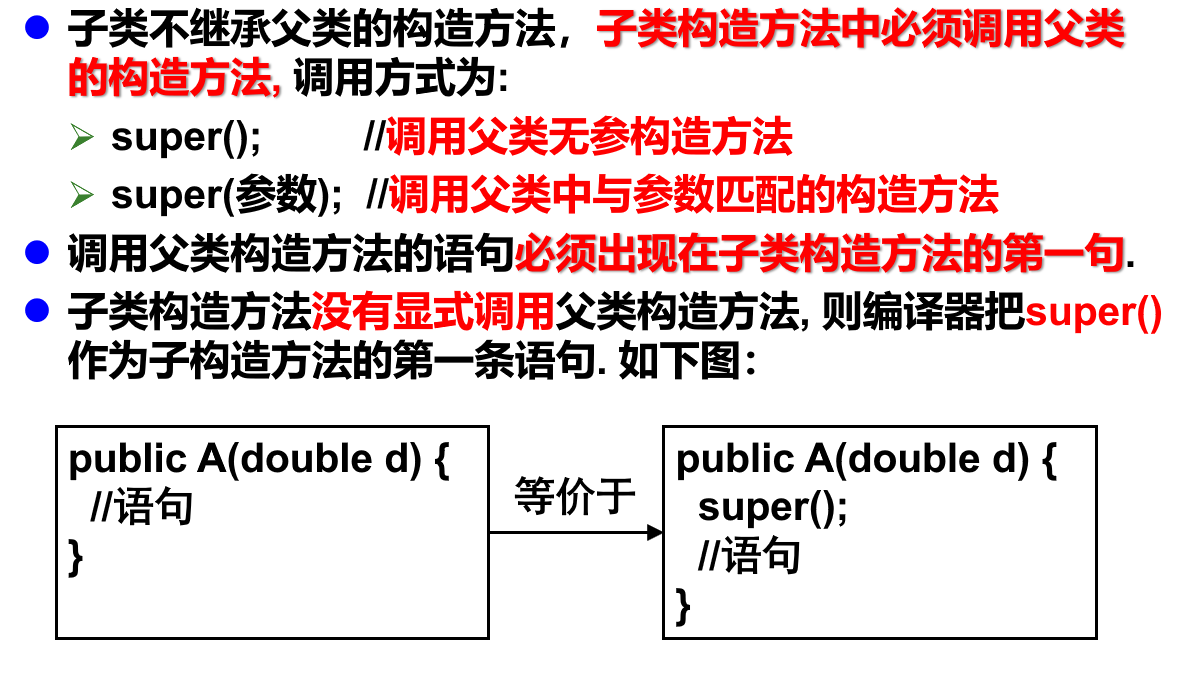 子类不继承父类的构造方法，子类构造方法中必须调用父类
的构造方法, 调用方式为:
super(); //调用父类无参构造方法
super(参数); //调用父类中与参数匹配的构造方法
调用父类构造方法的语句必须出现在子类构造方法的第一句.
子类构造方法没有显式调用父类构造方法, 则编译器把super()
作为子构造方法的第一条语句. 如下图：
public A(double d) {
//语句
}
等价于
public A(double d) {
super();
//语句
}